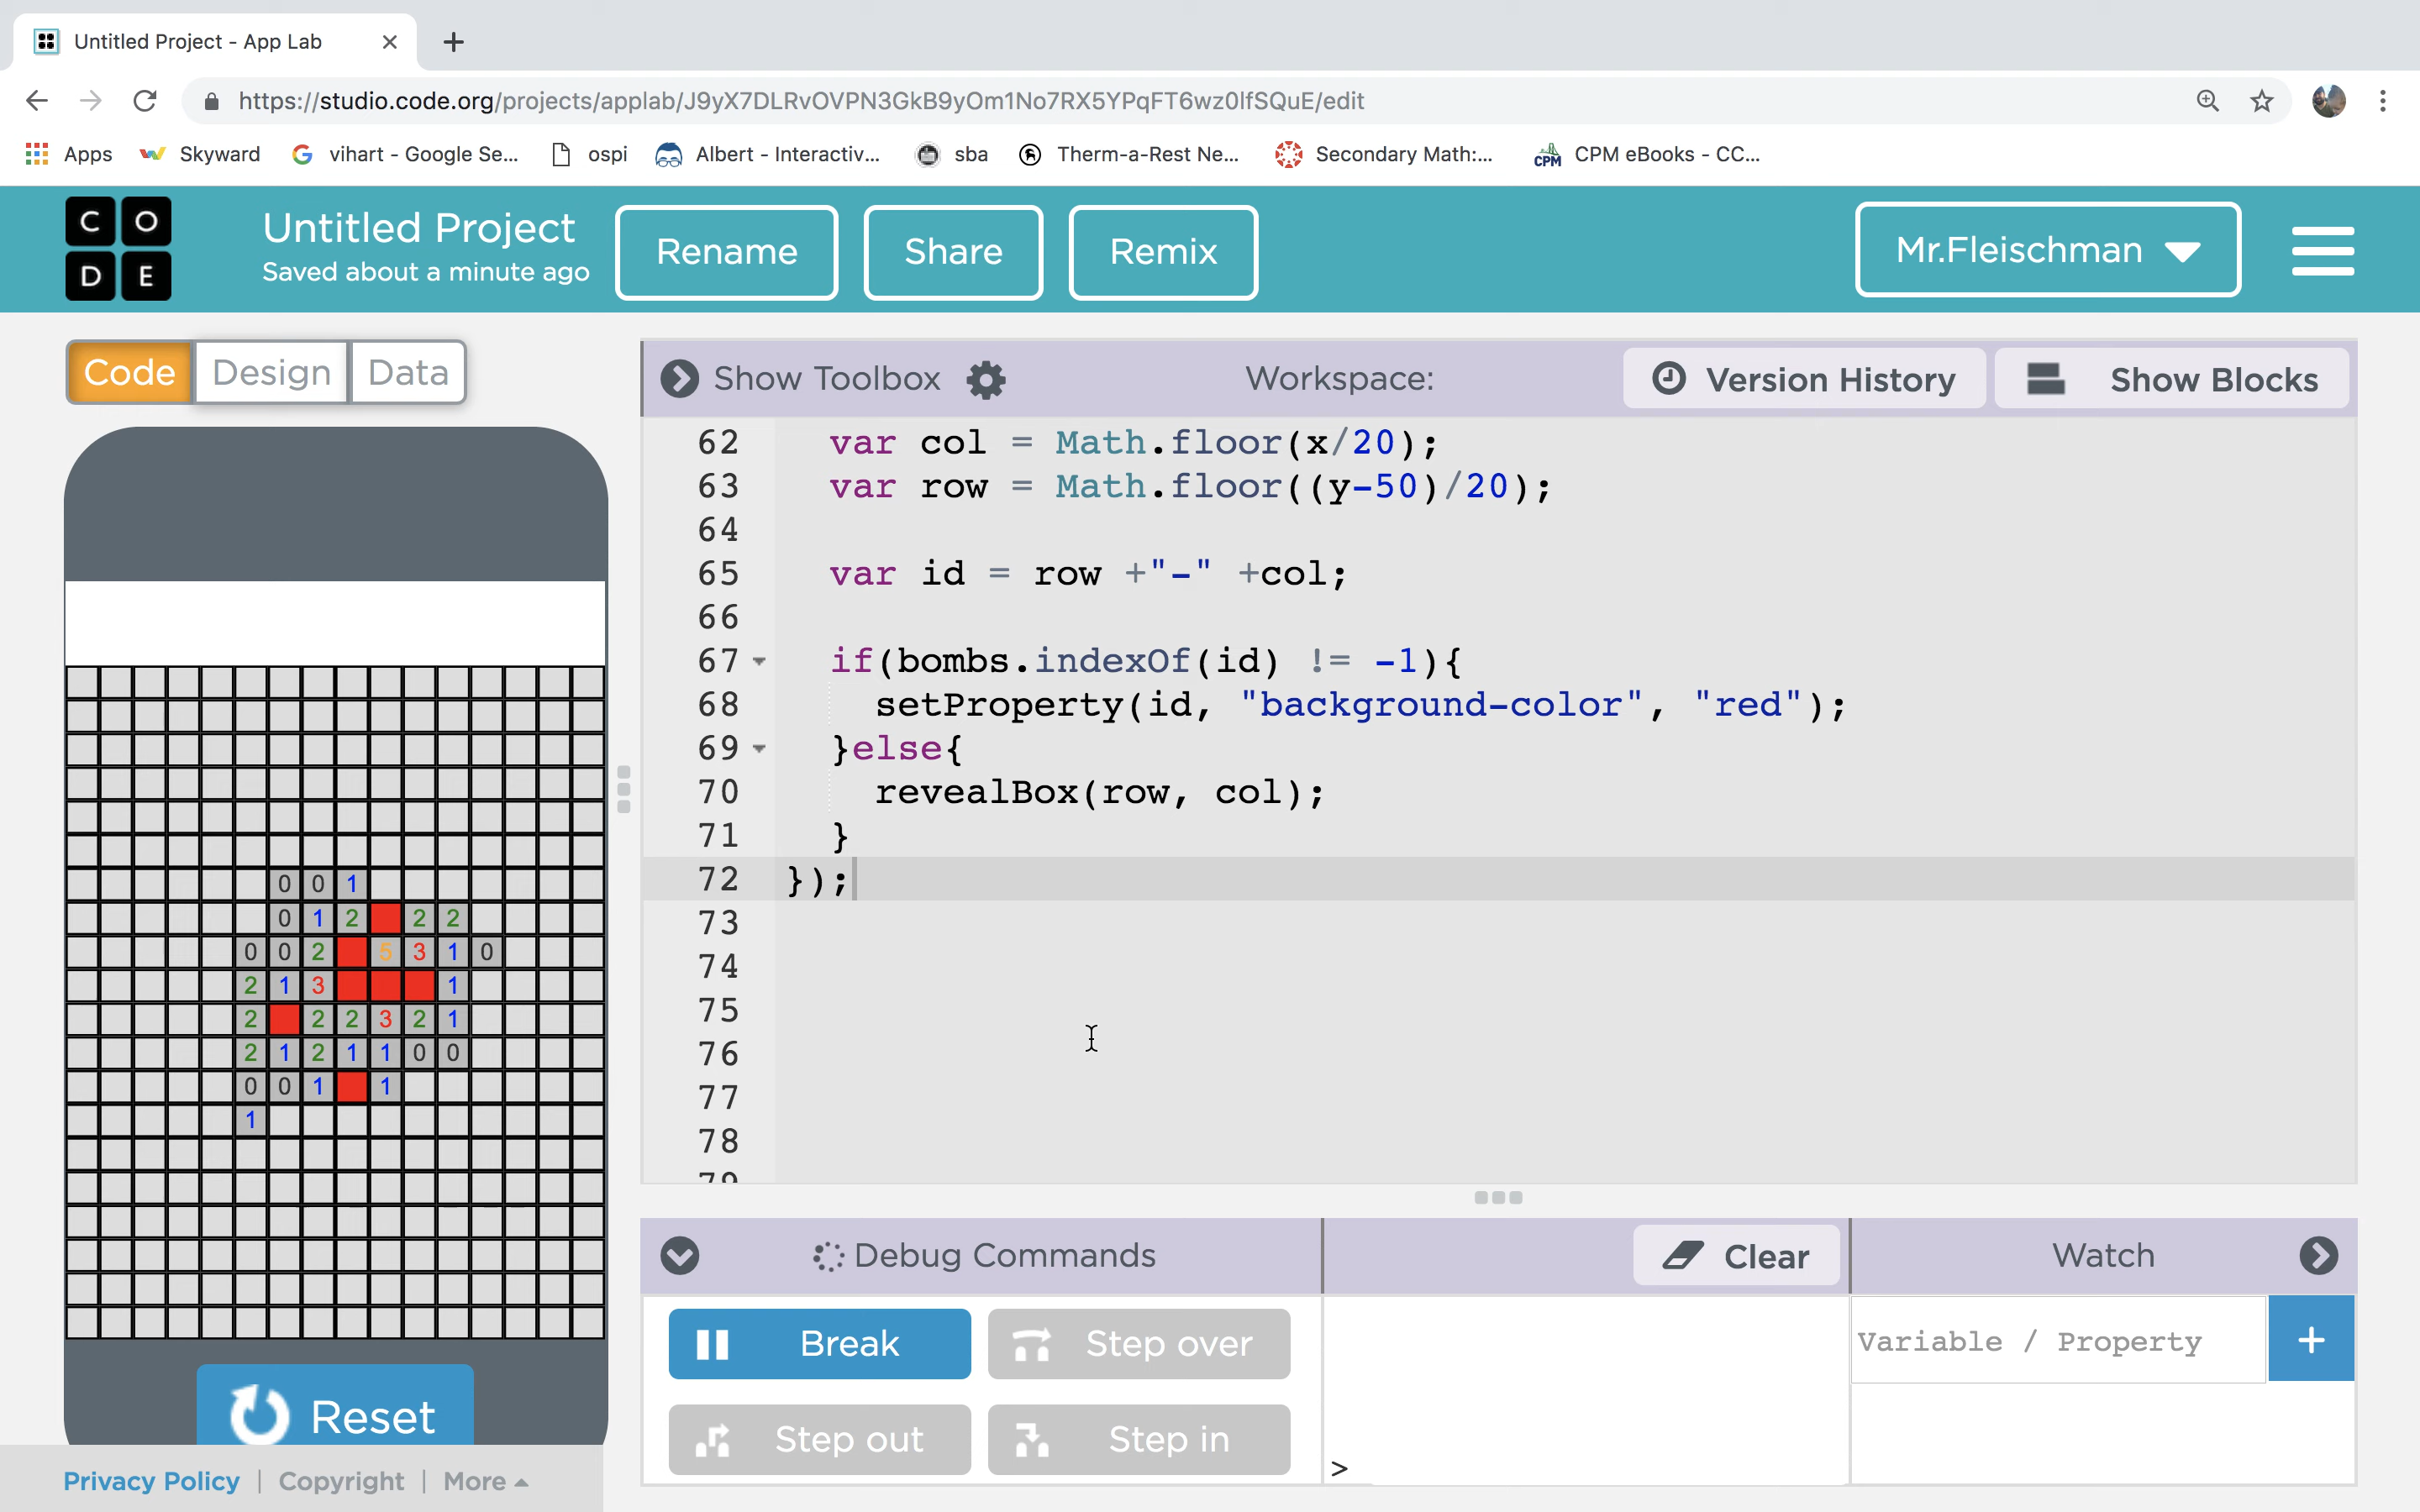 Untitled Project - App Lab
https://studio.code.org/projects/applab/J9yX7DLRvOVPN3GkB9yOm1No7RX5YPqFT6wz0lfSQuE/edit
Apps Skyward vihart - Google Se... ospi Albert - Interactiv... sba Therm-a-Rest Ne... Secondary Math:... CPM CPM eBooks - CC...
C O
D E
Untitled Project
Saved about a minute ago
Rename Share Remix
Mr.Fleischman
Code Design Data
Show Toolbox Workspace: Version History Show Blocks
62 var col = Math.floor(x/20);
63 var row = Math.floor((y-50)/20);
64
65 var id = row +"-" +col;
66
67 if(bombs.indexOf(id) != -1){
68 setProperty(id, "background-color", "red");
69 }else{
70 revealBox(row, col);
71 }
72 });
73
74
75
76
77
78
79
0 0 1
0 1 2 2 2
0 0 2 5 3 1 0
2 1 3 1
2 2 2 3 2 1
2 1 2 1 1 0 0
0 0 1 1
1
Reset
Debug Commands Clear Watch
Break Step over
Step out Step in
>
Variable / Property +
Privacy Policy | Copyright | More